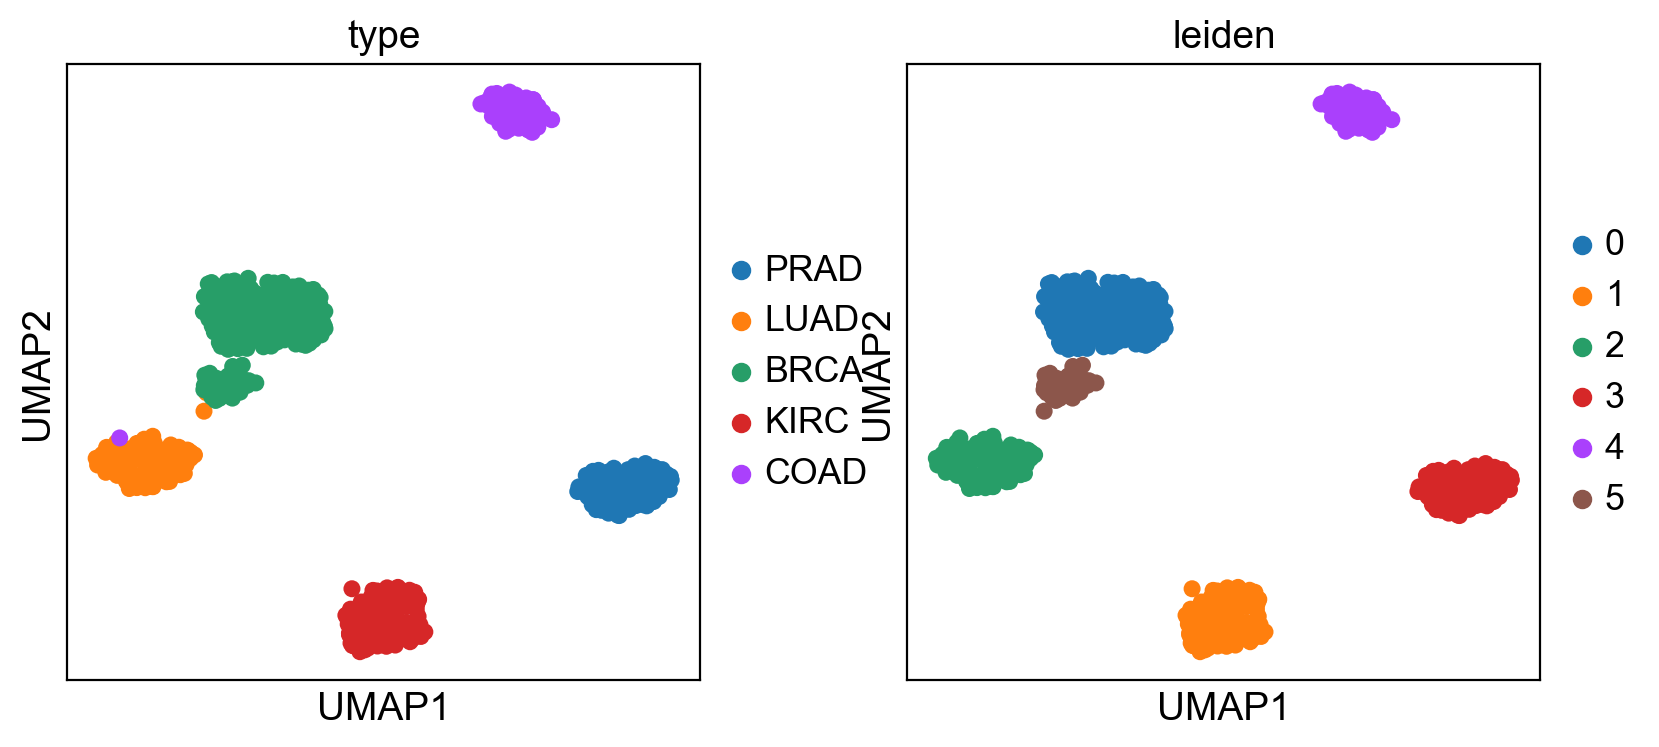 type
UMAP2
UMAP1
PRAD
LUAD
BRCA
KIRC
COAD
leiden
UMAP2
UMAP1
0
1
2
3
4
5